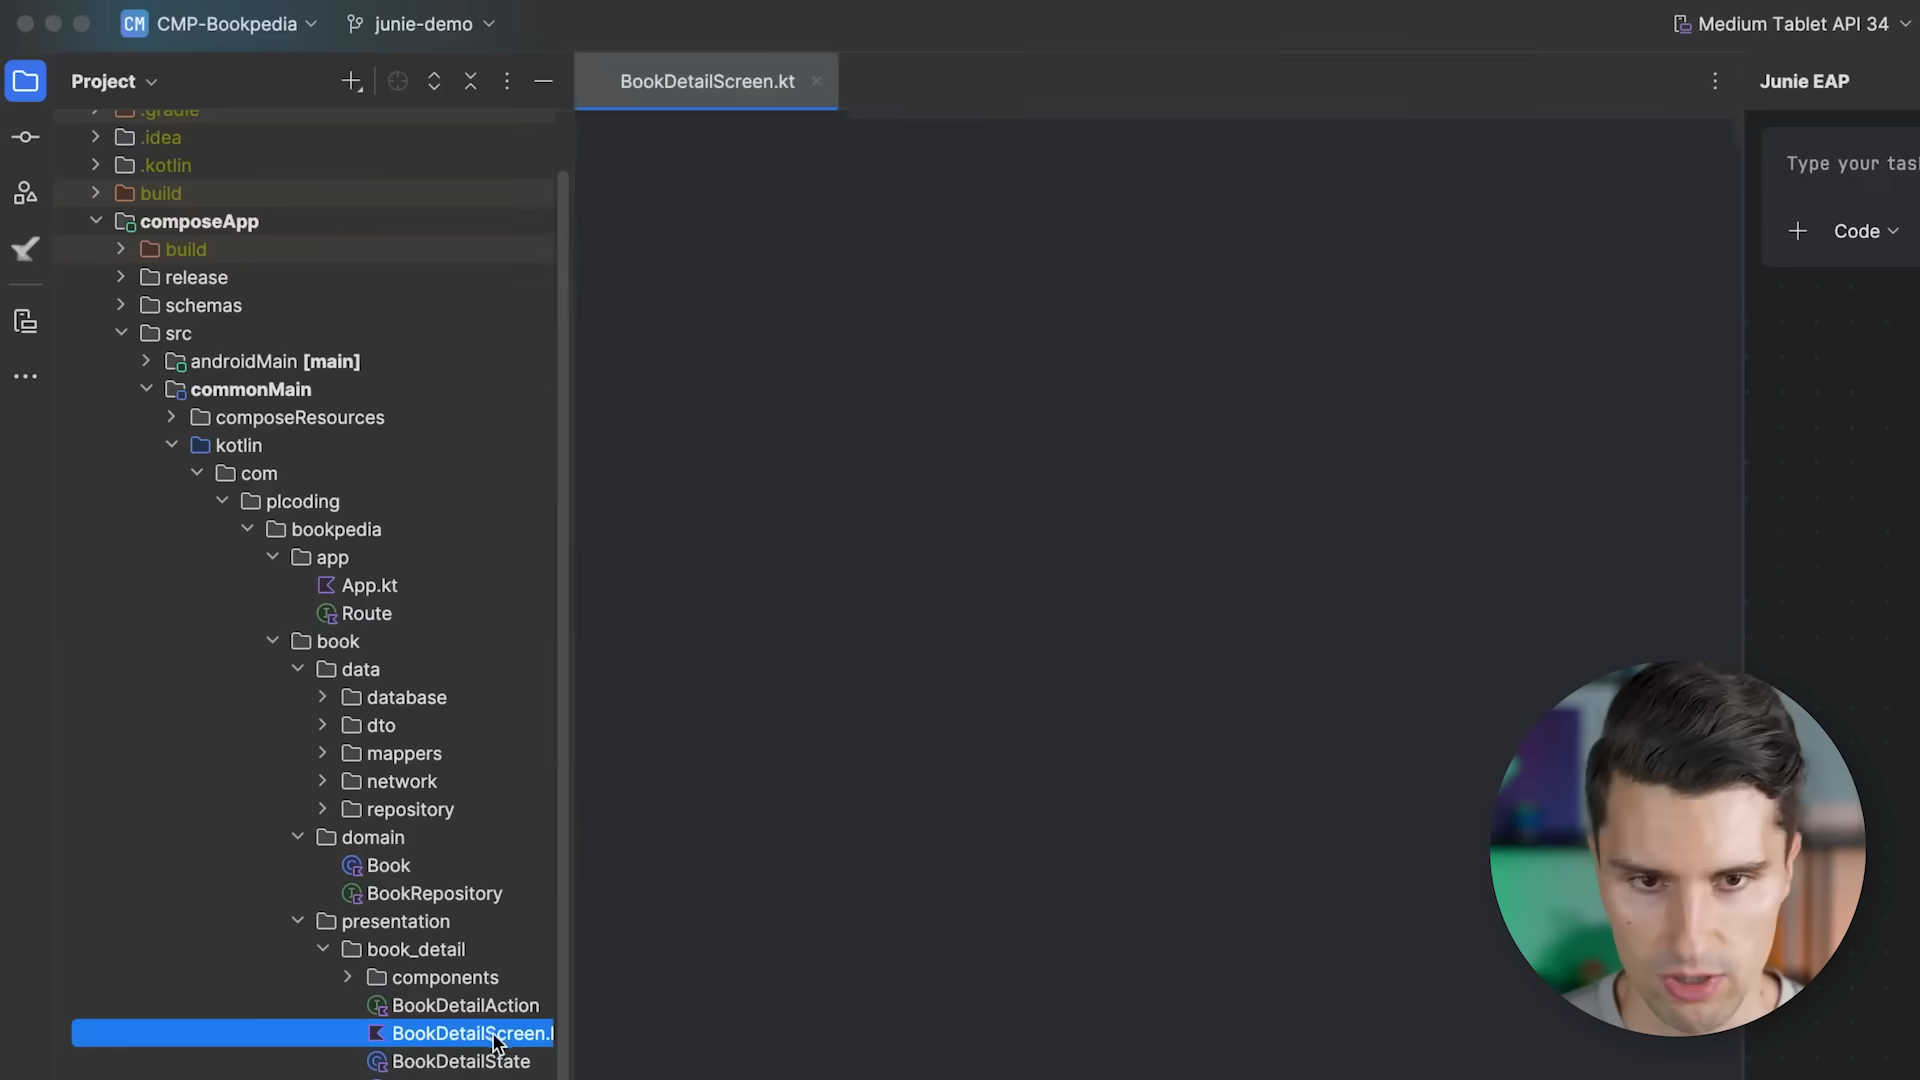 CM CMP-Bookpedia junie-demo Medium Tablet API 34
Project BookDetailScreen.kt Junie EAP
.gradle
.idea
.kotlin
build
composeApp
build
release
schemas
src
androidMain [main]
commonMain
composeResources
kotlin
com
plcoding
bookpedia
app
App.kt
Route
book
data
database
dto
mappers
network
repository
domain
Book
BookRepository
presentation
book_detail
components
BookDetailAction
BookDetailScreen.
BookDetailState
Type your tas
Code